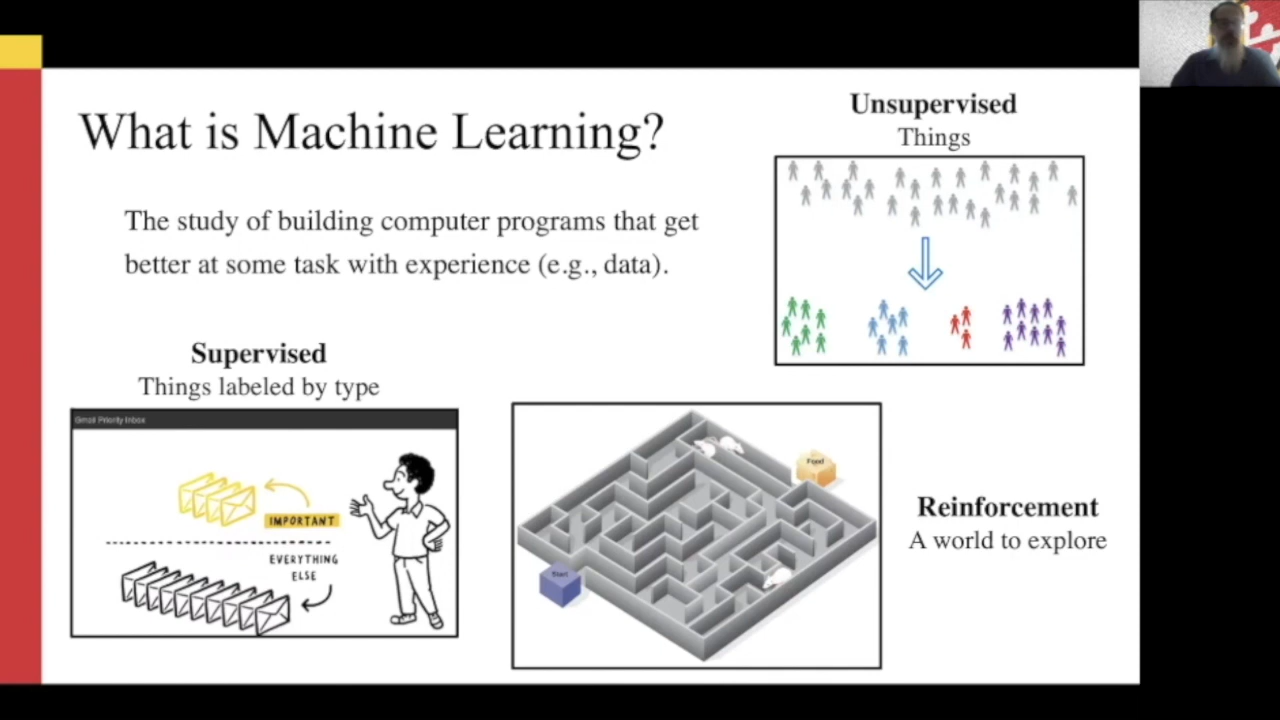 What is Machine Learning?
The study of building computer programs that get
better at some task with experience (e.g., data).
Unsupervised
Things
Supervised
Things labeled by type
Gmail Priority Inbox
IMPORTANT
EVERYTHING
ELSE
Food
Start
Reinforcement
A world to explore